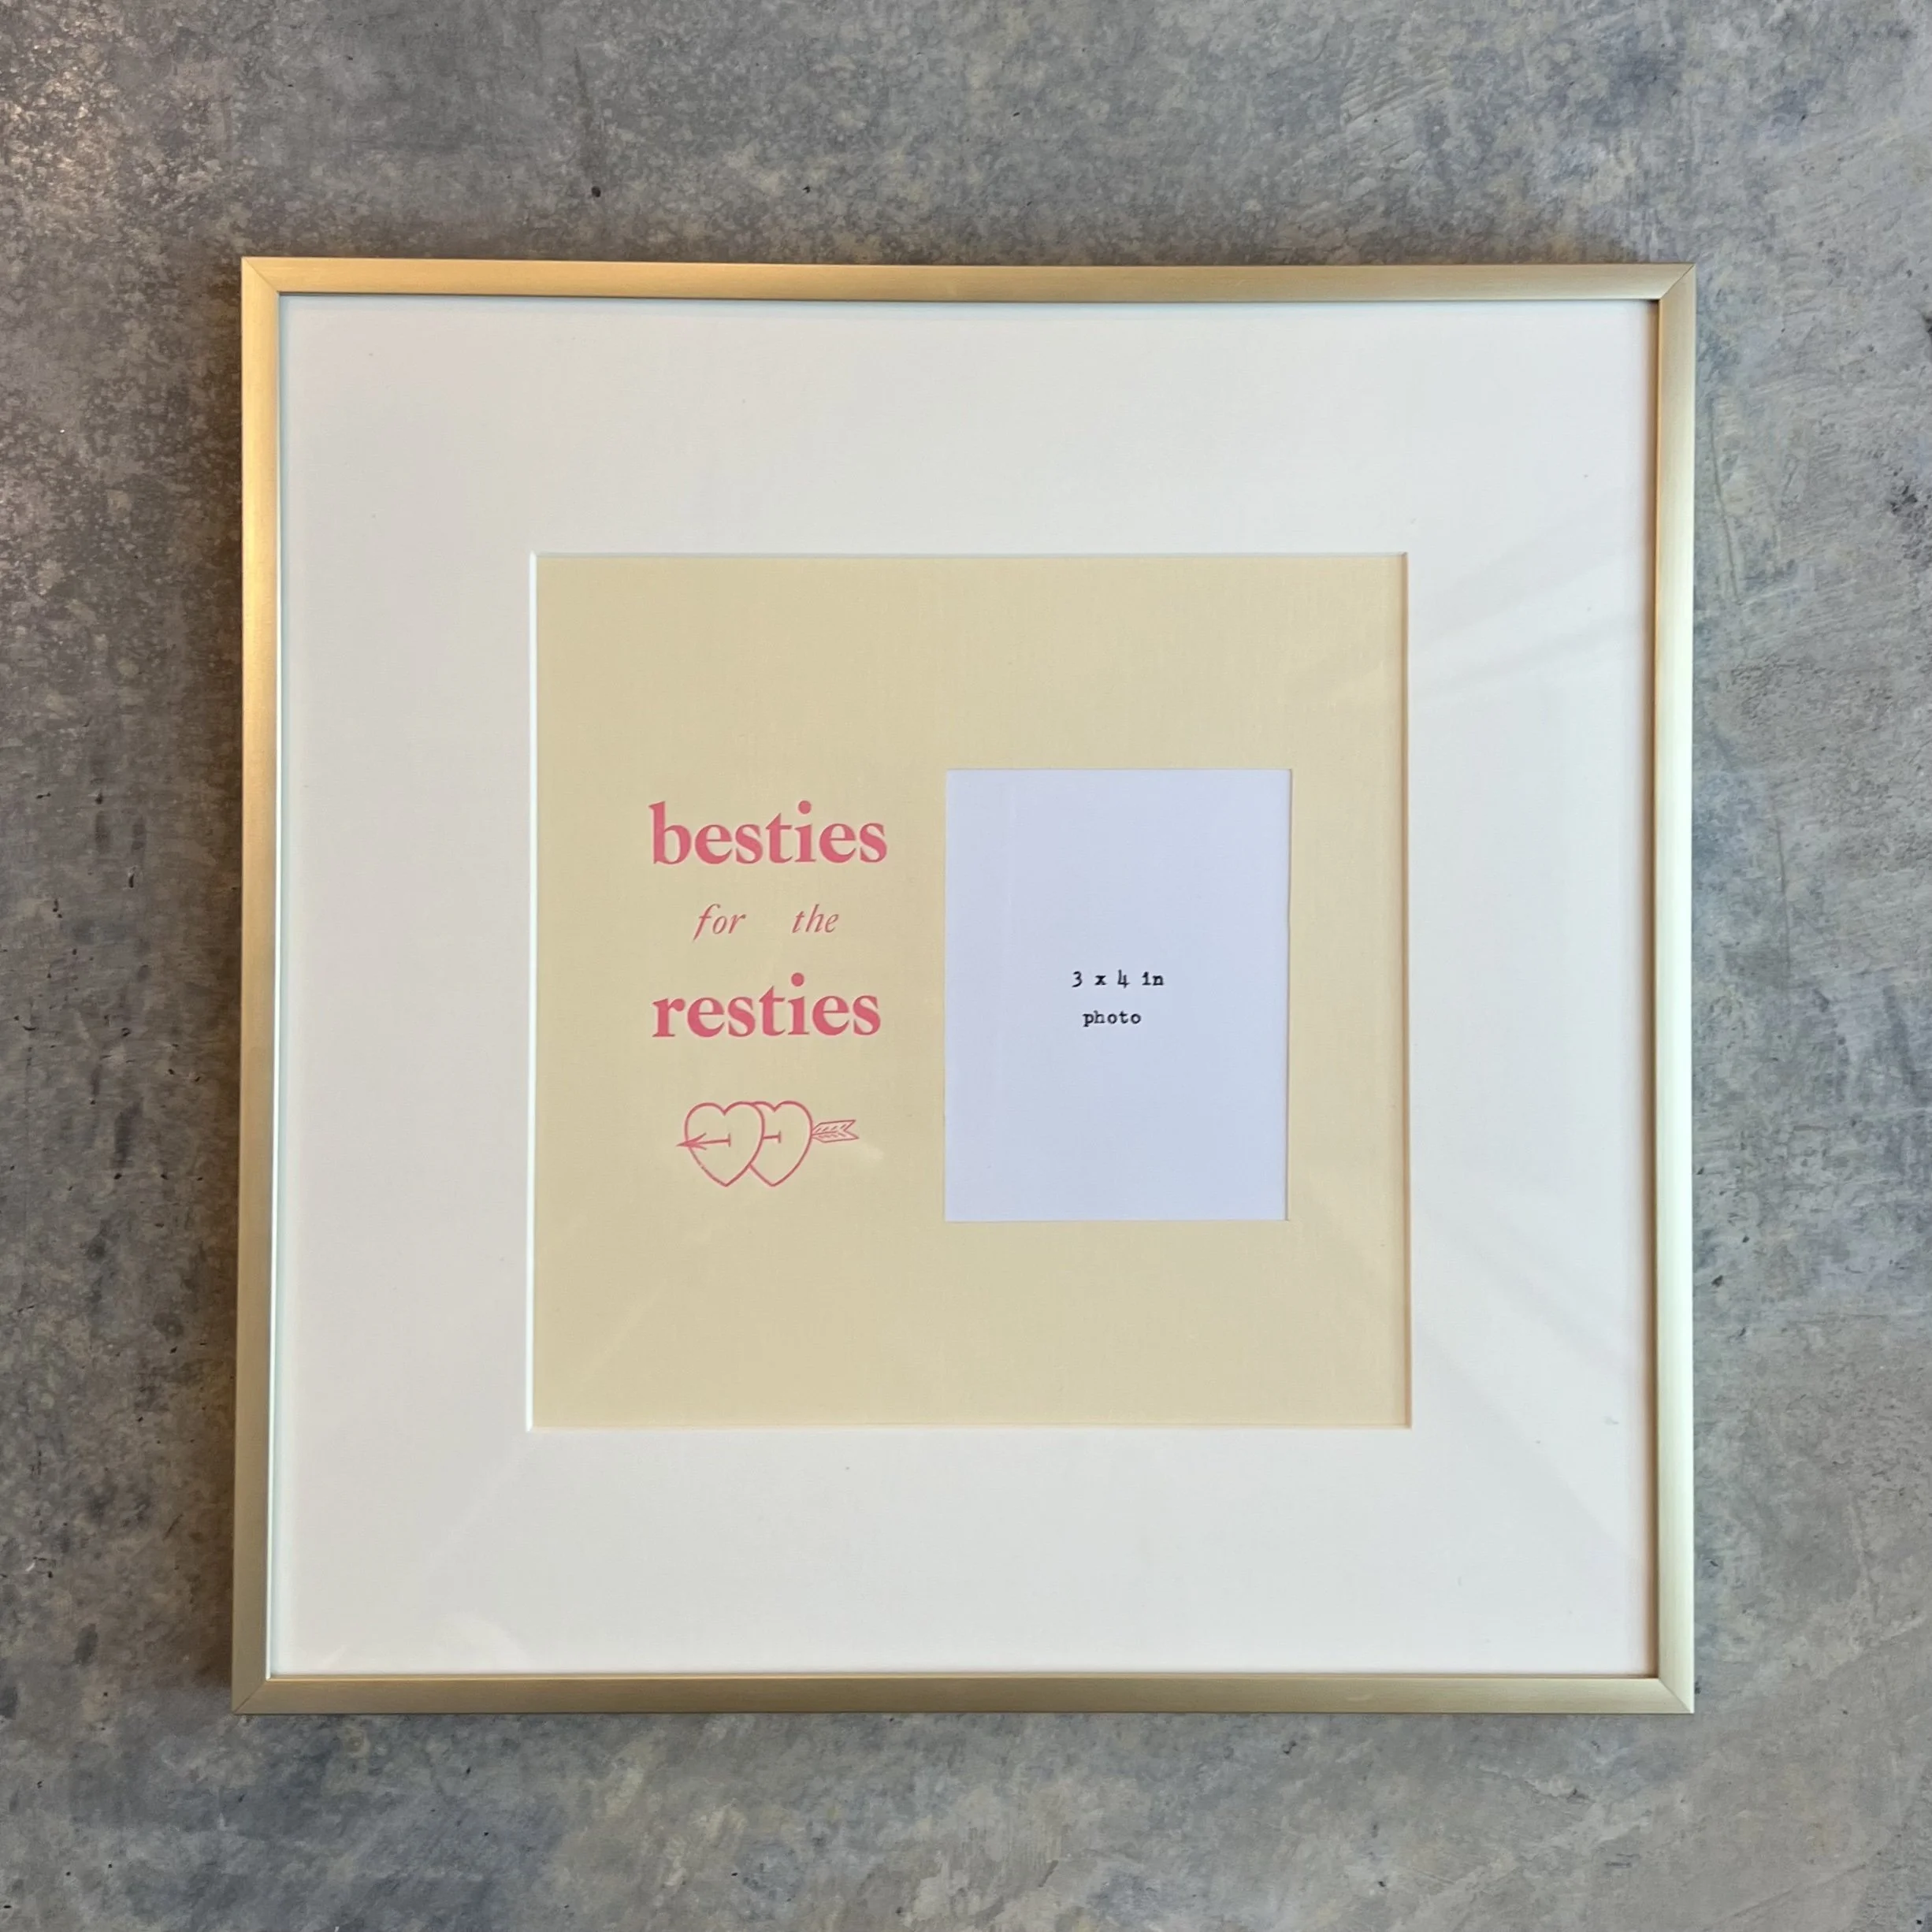 besties
for the
resties
3 x 4 in
photo